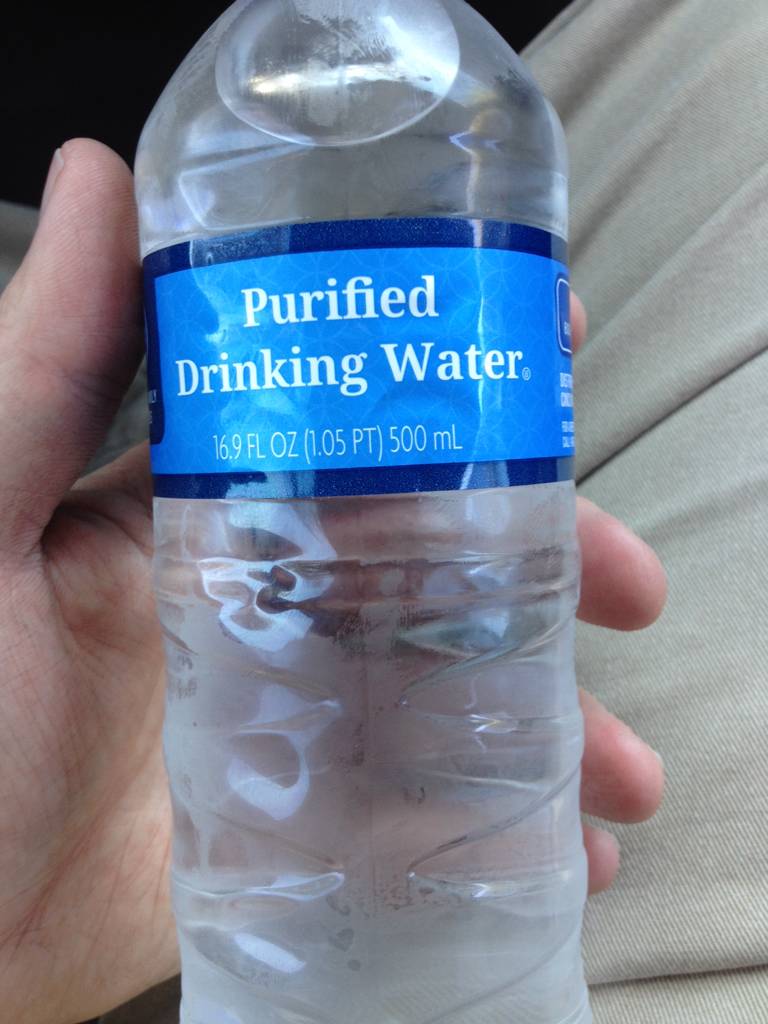 Purified
Drinking Water®
16.9 FL OZ (1.05 PT) 500 mL